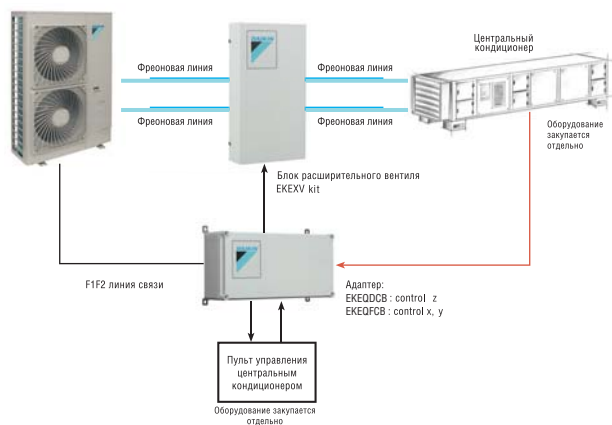 Центральный
кондиционер
Фреоновая линия
Фреоновая линия
Фреоновая линия
Фреоновая линия
Оборудование
закупается
отдельно
Блок расширительного вентиля
EKEXV kit
F1F2 линия связи
Адаптер:
EKEQDCB : control z
EKEQFCB : control x, y
Пульт управления
центральным
кондиционером
Оборудование закупается
отдельно